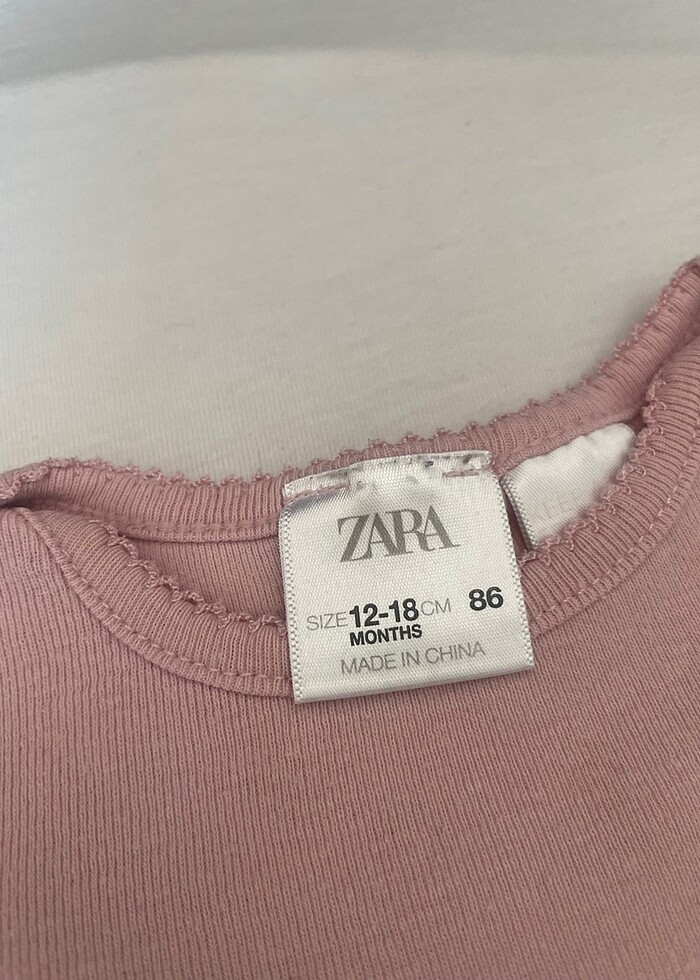 ZARA
SIZE 12-18 CM 86
MONTHS
MADE IN CHINA